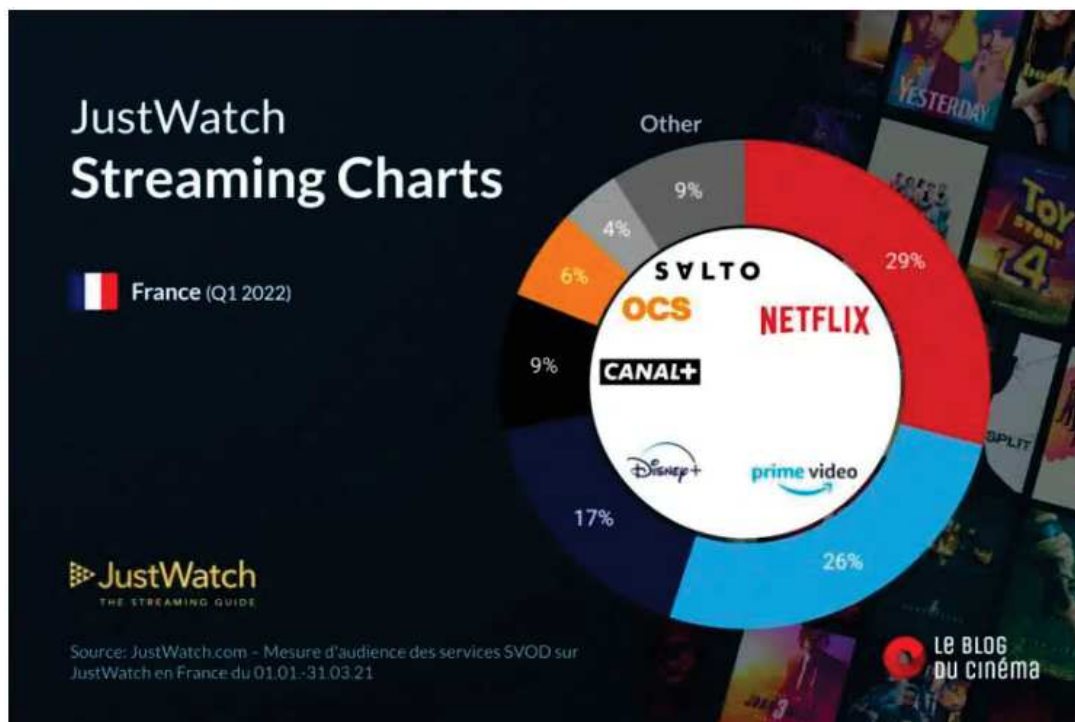 JustWatch
Streaming Charts
France (Q1 2022)
Other
9%
29%
4%
6%
9%
17%
26%
SALTO
OCS
NETFLIX
CANAL+
Disney+
prime video
YESTERDAY
TOY
STORY
4
SPLIT
JustWatch
THE STREAMING GUIDE
Source: JustWatch.com – Mesure d'audience des services SVOD sur
JustWatch en France du 01.01.-31.03.21
LE BLOG
DU CINéMA